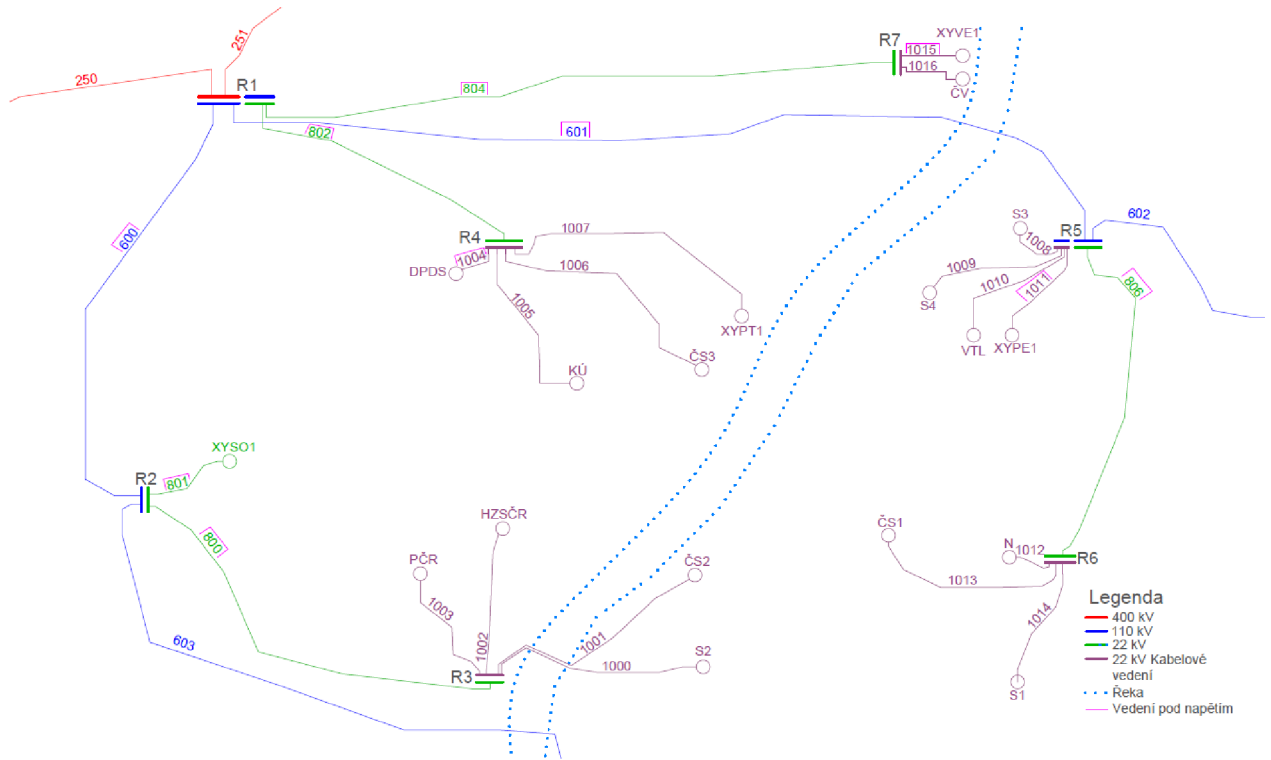 251
250
R1
804
802
601
R7
1015
1016
XYVE1
ČV
600
R4
1004
DPDS
1005
1006
1007
KÚ
ČS3
XYPT1
S3
1008
R5
602
1009
S4
1010
1011
VTL
XYPE1
806
XYSO1
R2
801
800
603
HZSČR
PČR
1003
1002
ČS2
1001
1000
S2
R3
ČS1
N
1012
R6
1013
1014
S1
Legenda
400 kV
110 kV
22 kV
22 kV Kabelové
vedení
Řeka
Vedení pod napětím